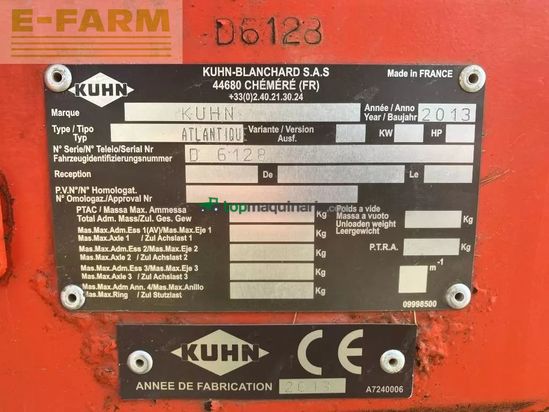 E-FARM
D6128
KUHN
KUHN-BLANCHARD S.A.S
44680 CHÉMÉRÉ (FR)
+33(0)2.40.21.30.24
Made in FRANCE
Marque KUHN Année / Anno Year / Baujahr 2013
Type / Tipo Typ ATLANTIQU Variante / Version Ausf. KW HP
N° Serie/N° Telelo/Serial Nr Fahrzeugidentifizierungsnummer D 6128
Reception De Le
P.V.N°/N° Homologat. N° Omologaz./Approval Nr
topmaquinaria
PTAC / Massa Max. Ammessa Total Adm. Mass/Zul. Ges. Gew Kg
Poids a vide Massa a vuoto Unloaden weight Leergewicht Kg
Mas.Max.Adm.Ess 1(AV)/Mas.Max.Eje 1 Mas.Max.Axle 1 / Zul Achslast 1 Kg
Mas.Max.Adm.Ess 2/Mas.Max.Eje 2 Mas.Max.Axle 2 / Zul Achslast 2 Kg
P.T.R.A. Kg
Mas.Max.Adm.Ess 3/Mas.Max.Eje 3 Mas.Max.Axle 3 / Zul Achslast 3 Kg
m-1
Mas.Max.Adm Ann. 4/Mas.Max.Anillo Mas.Max.Ring / Zul Stutzlast Kg
09998500
KUHN CE
ANNEE DE FABRICATION 2013 A7240006